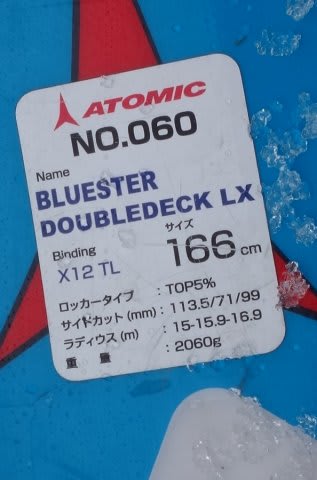 ATOMIC
NO.060
Name
BLUESTER
DOUBLEDECK LX
Binding
X12 TL
サイズ
166 cm
ロッカータイプ : TOP5%
サイドカット (mm) : 113.5/71/99
ラディウス (m) : 15-15.9-16.9
重 量 : 2060g